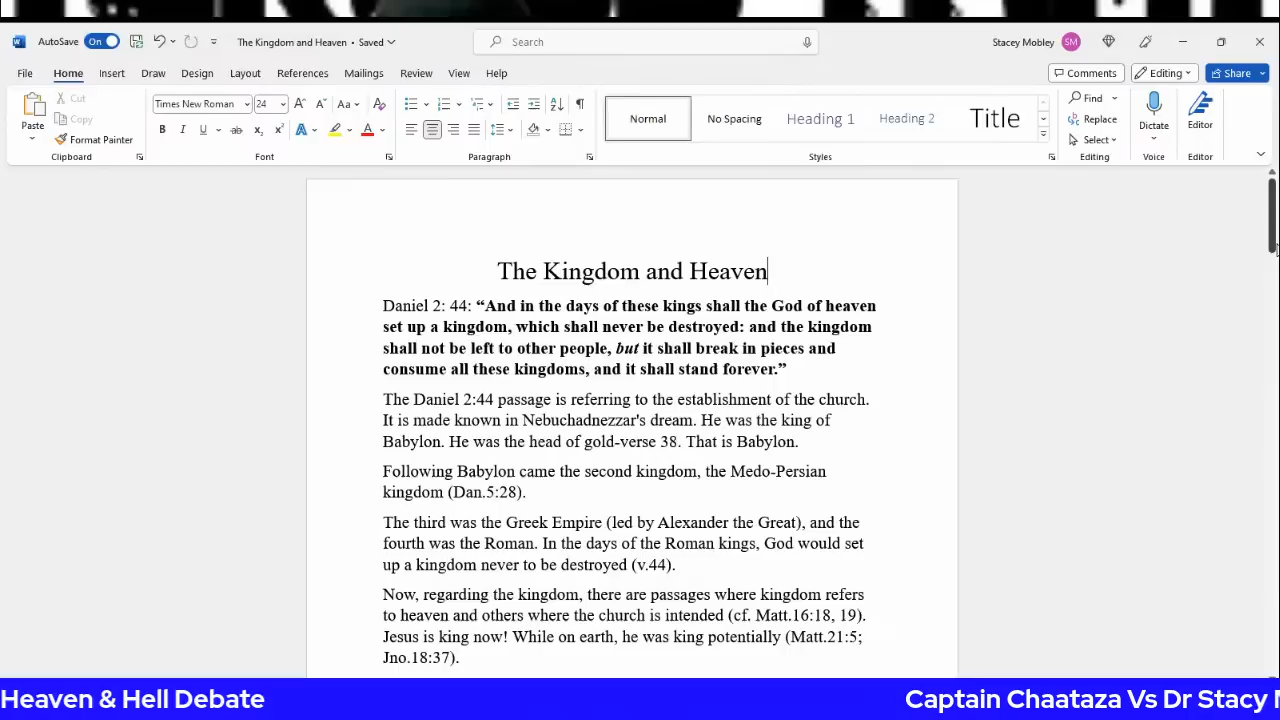 AutoSave On The Kingdom and Heaven • Saved Search Stacey Mobley SM
File Home Insert Draw Design Layout References Mailings Review View Help Comments Editing Share
Paste Cut Copy Format Painter
Times New Roman 24
Normal No Spacing Heading 1 Heading 2 Title
Find Replace Select Dictate Editor
Clipboard Font Paragraph Styles Editing Voice Editor
The Kingdom and Heaven
Daniel 2: 44: “And in the days of these kings shall the God of heaven
set up a kingdom, which shall never be destroyed: and the kingdom
shall not be left to other people, but it shall break in pieces and
consume all these kingdoms, and it shall stand forever.”
The Daniel 2:44 passage is referring to the establishment of the church.
It is made known in Nebuchadnezzar's dream. He was the king of
Babylon. He was the head of gold-verse 38. That is Babylon.
Following Babylon came the second kingdom, the Medo-Persian
kingdom (Dan.5:28).
The third was the Greek Empire (led by Alexander the Great), and the
fourth was the Roman. In the days of the Roman kings, God would set
up a kingdom never to be destroyed (v.44).
Now, regarding the kingdom, there are passages where kingdom refers
to heaven and others where the church is intended (cf. Matt.16:18, 19).
Jesus is king now! While on earth, he was king potentially (Matt.21:5;
Jno.18:37).
Heaven & Hell Debate Captain Chaataza Vs Dr Stacy